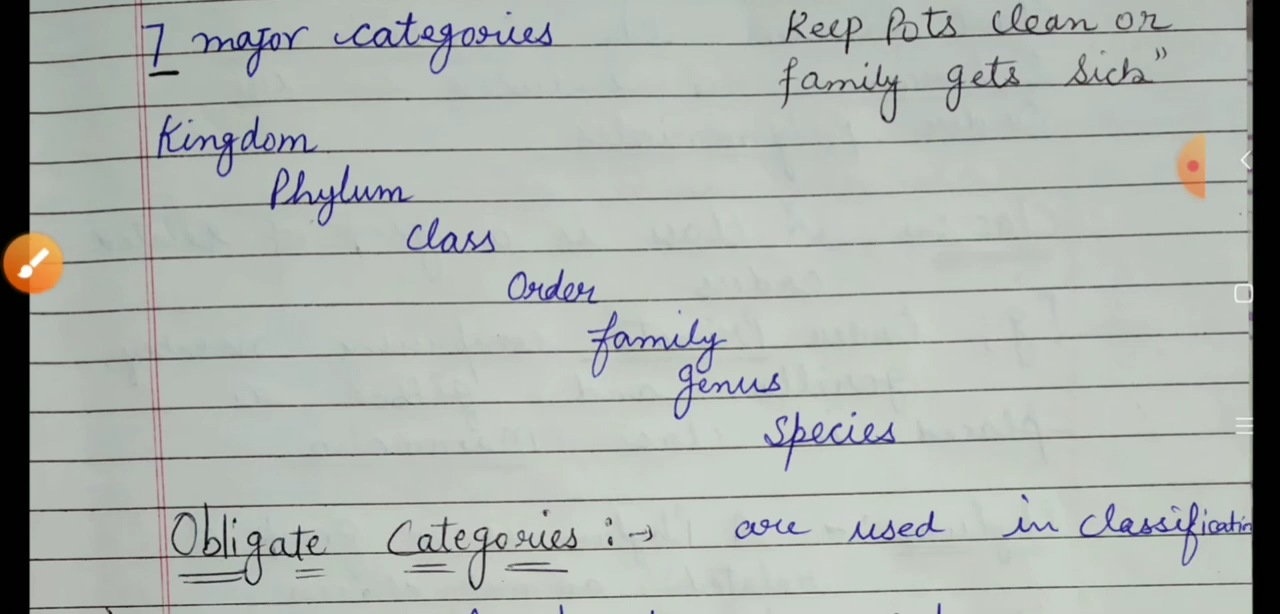 7 major categories
Keep Pots Clean or
family gets Sick"
Kingdom
Phylum
Class
Order
family
genus
Species
Obligate Categories :→ are used in classification